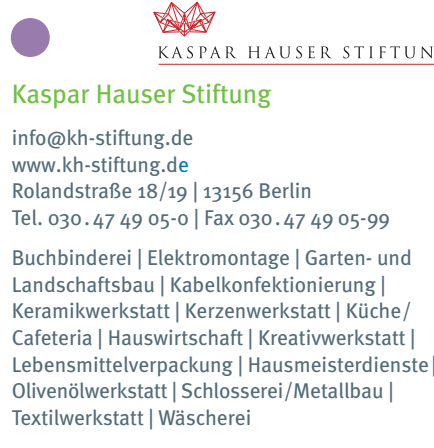 KASPAR HAUSER STIFTUN
Kaspar Hauser Stiftung
info@kh-stiftung.de
www.kh-stiftung.de
Rolandstraße 18/19 | 13156 Berlin
Tel. 030 . 47 49 05-0 | Fax 030 . 47 49 05-99
Buchbinderei | Elektromontage | Garten- und
Landschaftsbau | Kabelkonfektionierung |
Keramikwerkstatt | Kerzenwerkstatt | Küche/
Cafeteria | Hauswirtschaft | Kreativwerkstatt |
Lebensmittelverpackung | Hausmeisterdienste |
Olivenölwerkstatt | Schlosserei/Metallbau |
Textilwerkstatt | Wäscherei